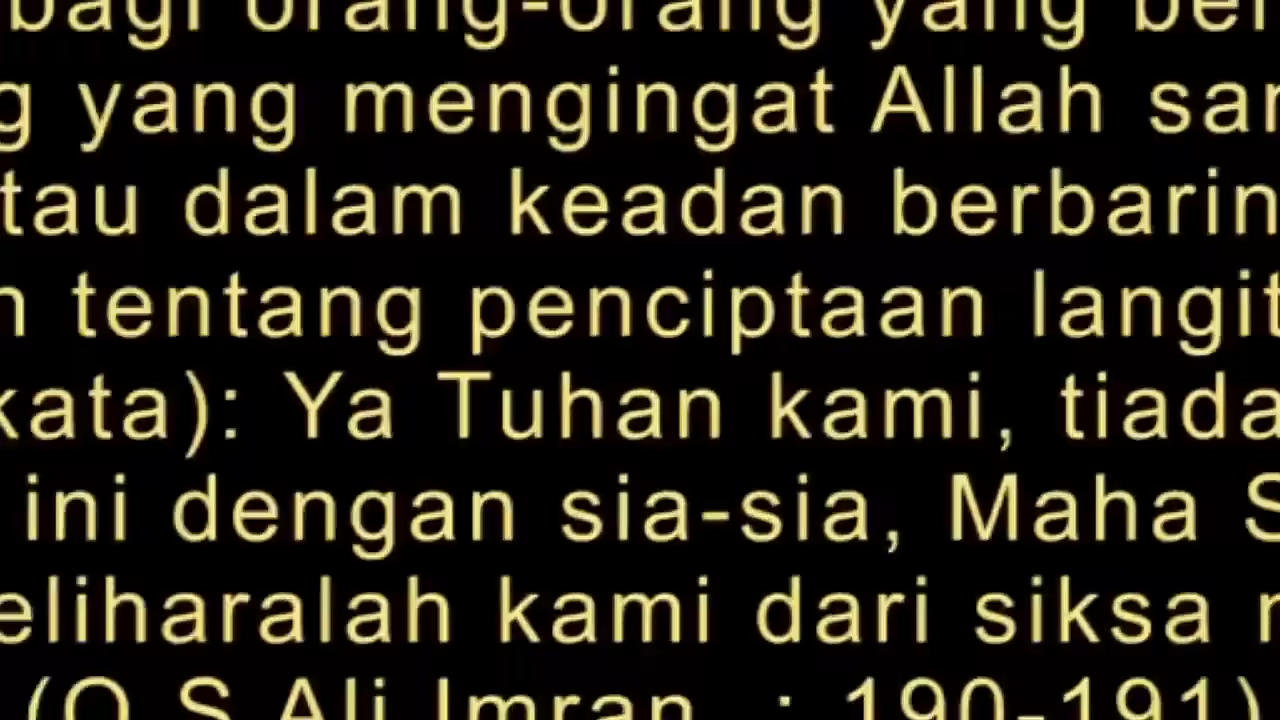 bagi orang-orang yang ber
g yang mengingat Allah sa
tau dalam keadan berbarin
n tentang penciptaan langit
kata): Ya Tuhan kami, tiada
ini dengan sia-sia, Maha S
eliharalah kami dari siksa
(Q.S Ali Imran. : 190-191)